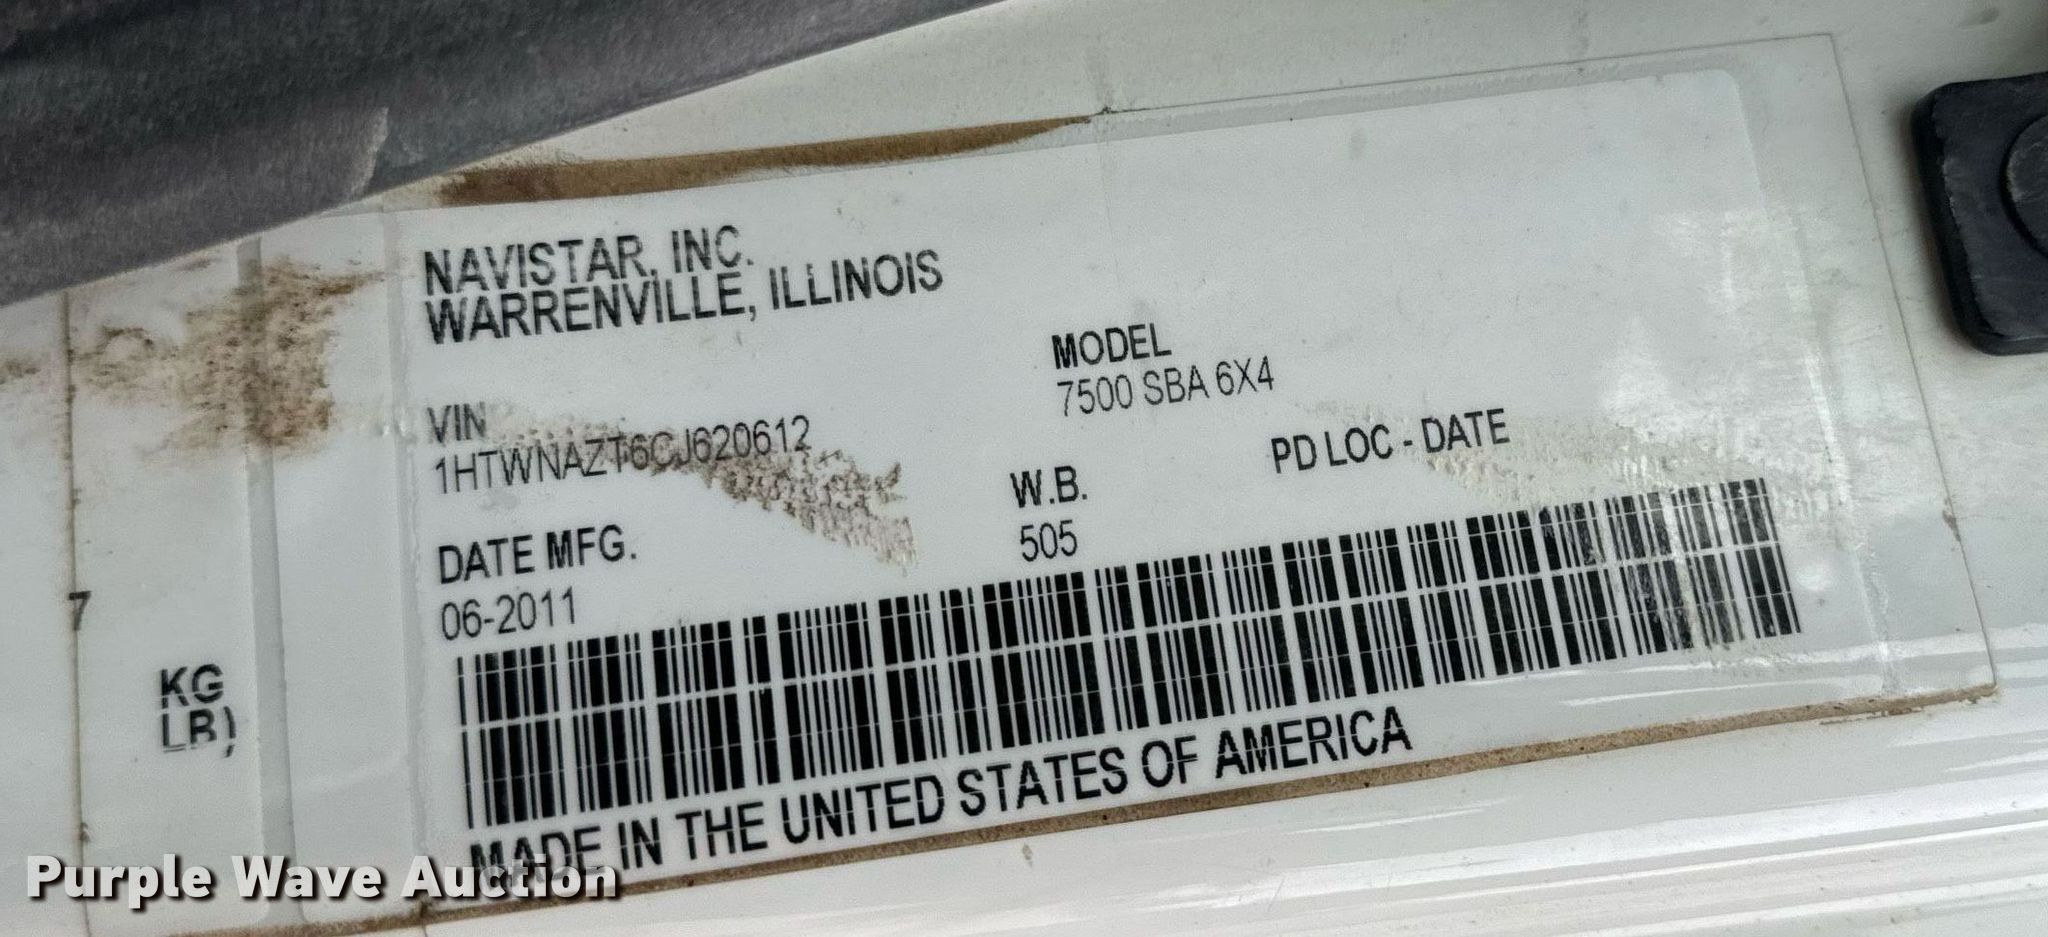 NAVISTAR, INC.
WARRENVILLE, ILLINOIS
MODEL
7500 SBA 6X4
VIN
1HTWNAZT6CJ620612
PD LOC - DATE
W.B.
505
DATE MFG.
06-2011
7
KG
LB)
MADE IN THE UNITED STATES OF AMERICA
Purple Wave Auction